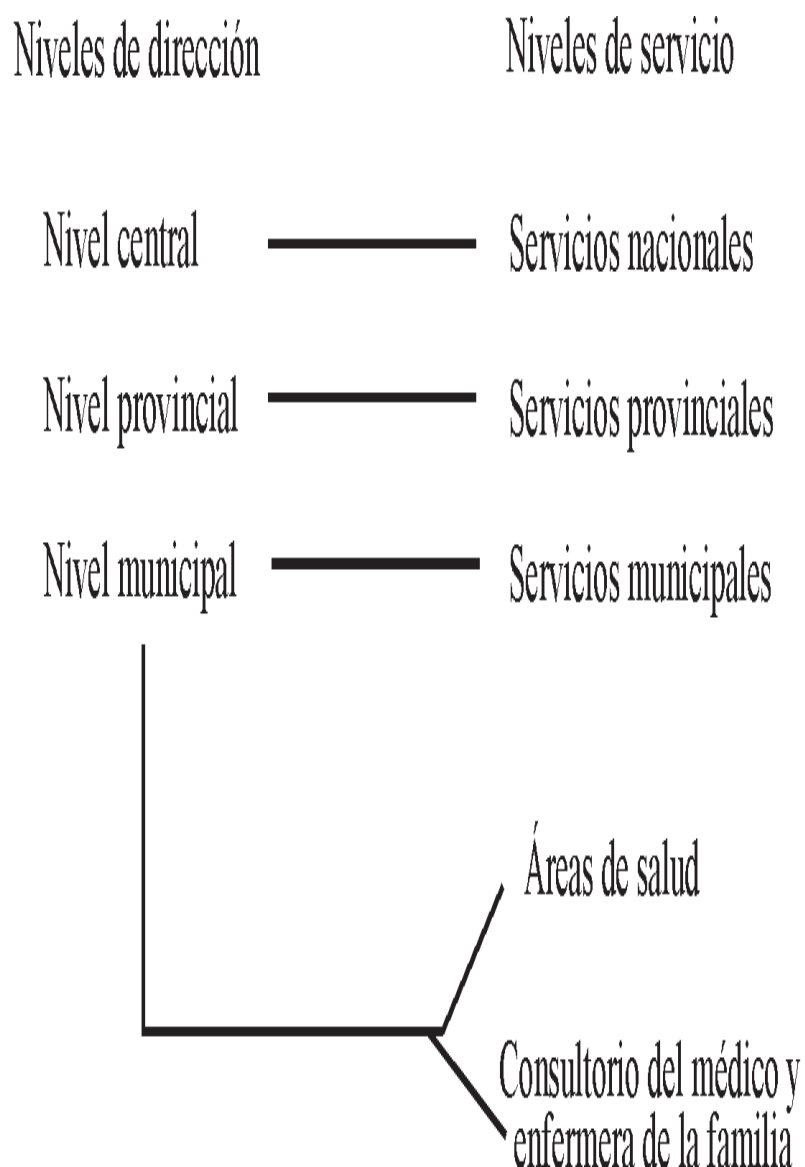 Niveles de dirección
Niveles de servicio
Nivel central
Servicios nacionales
Nivel provincial
Servicios provinciales
Nivel municipal
Servicios municipales
Áreas de salud
Consultorio del médico y
enfermera de la familia